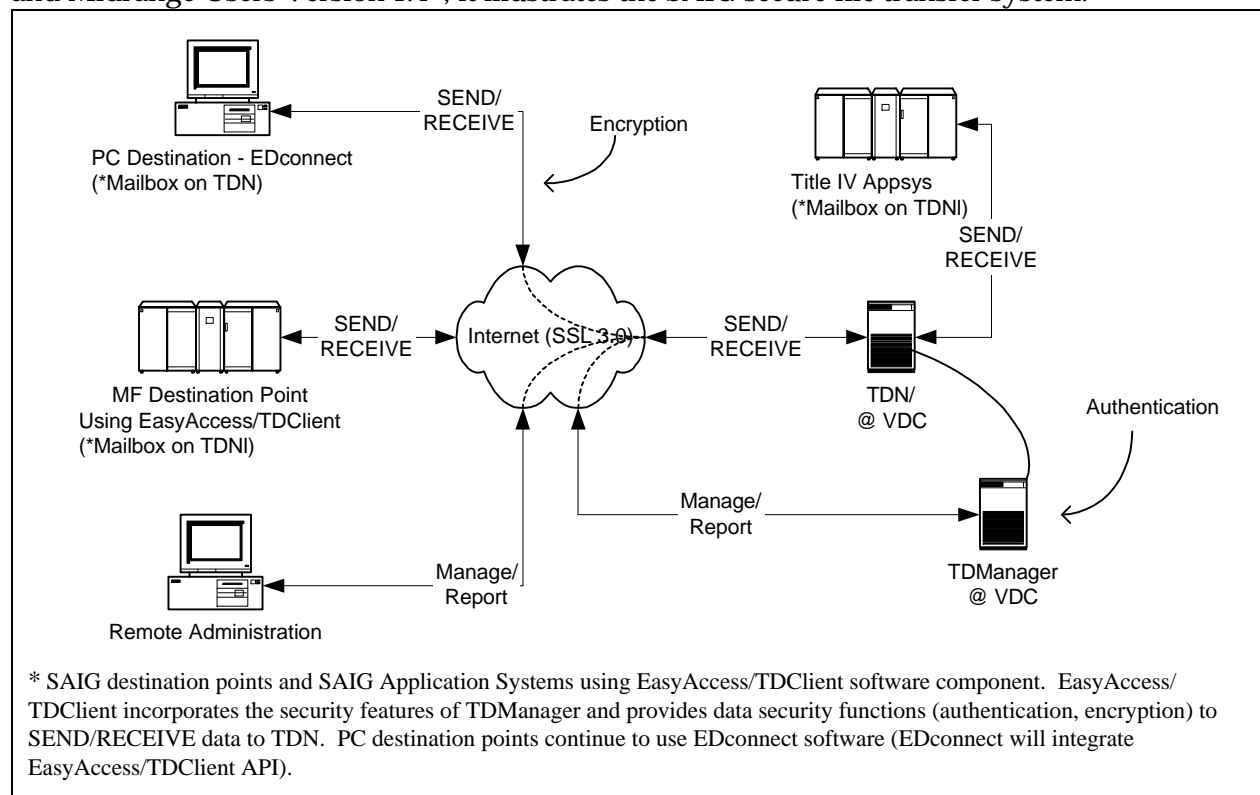 and Midrange Users Version 1.1 , it illustrates the SAIG secure file transfer system.
SEND/
RECEIVE
Encryption
PC Destination - EDconnect
(*Mailbox on TDN)
Title IV Appsys
(*Mailbox on TDNI)
SEND/
RECEIVE
SEND/
RECEIVE
Internet (SSL 3.0)
SEND/
RECEIVE
MF Destination Point
Using EasyAccess/TDClient
(*Mailbox on TDNI)
TDN/
@ VDC
Authentication
Manage/
Report
Manage/
Report
TDManager
@ VDC
Remote Administration
* SAIG destination points and SAIG Application Systems using EasyAccess/TDClient software component. EasyAccess/
TDClient incorporates the security features of TDManager and provides data security functions (authentication, encryption) to
SEND/RECEIVE data to TDN. PC destination points continue to use EDconnect software (EDconnect will integrate
EasyAccess/TDClient API).